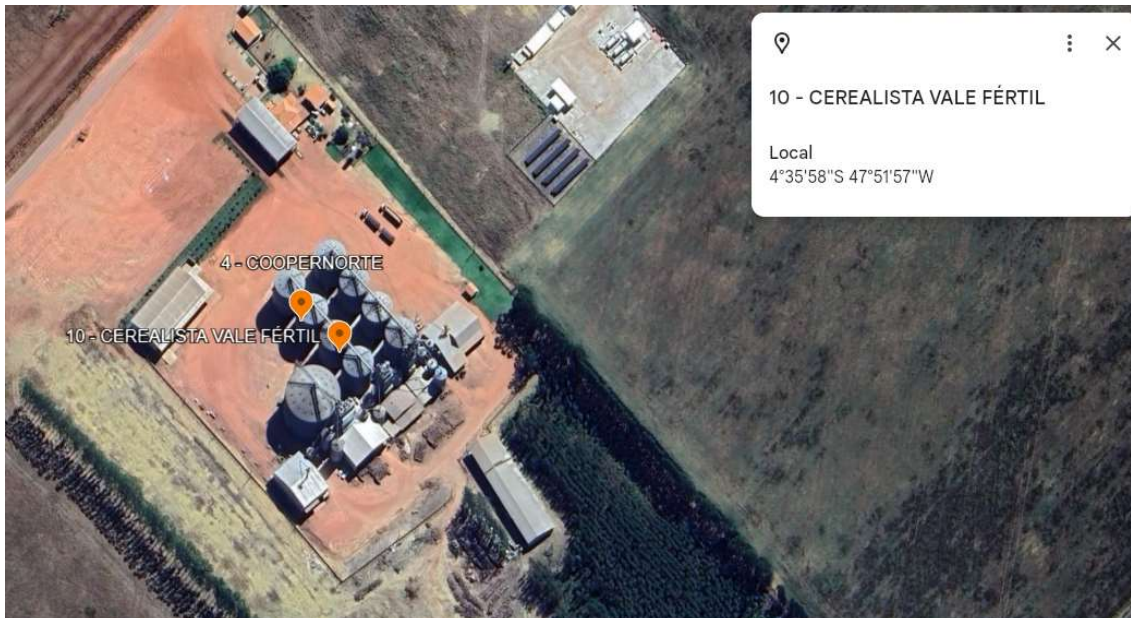 10 - CEREALISTA VALE FÉRTIL
Local
4°35'58"S 47°51'57"W
4 - COOPERNORTE
10 - CEREALISTA VALE FÉRTIL